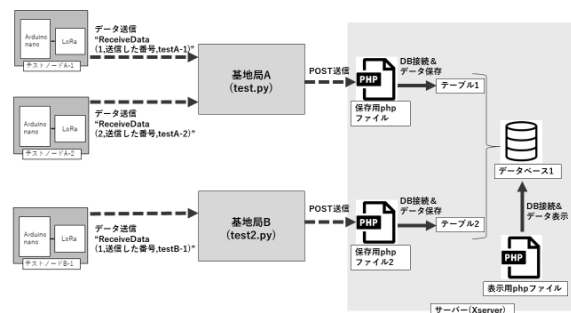 Arduino
nano
LoRa
テストノードA-1
データ送信
“ReceiveData
(1,送信した番号,testA-1)”
Arduino
nano
LoRa
テストノードA-2
データ送信
“ReceiveData
(2,送信した番号,testA-2)”
基地局A
(test.py)
POST送信
PHP
保存用php
ファイル
DB接続&
データ保存
テーブル1
Arduino
nano
LoRa
テストノードB-1
データ送信
“ReceiveData
(1,送信した番号,testB-1)”
基地局B
(test2.py)
POST送信
PHP
保存用php
ファイル2
DB接続&
データ保存
テーブル2
データベース1
DB接続&
データ表示
PHP
表示用phpファイル
サーバー(Xserver)